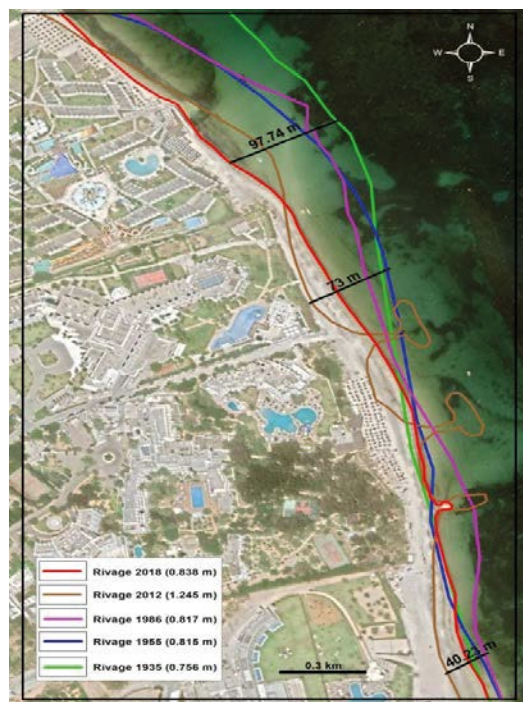 N
W E
S
97.74 m
73 m
Rivage 2018 (0.838 m)
Rivage 2012 (1.245 m)
Rivage 1986 (0.817 m)
Rivage 1955 (0.815 m)
Rivage 1935 (0.756 m)
0.3 km
40.23 m